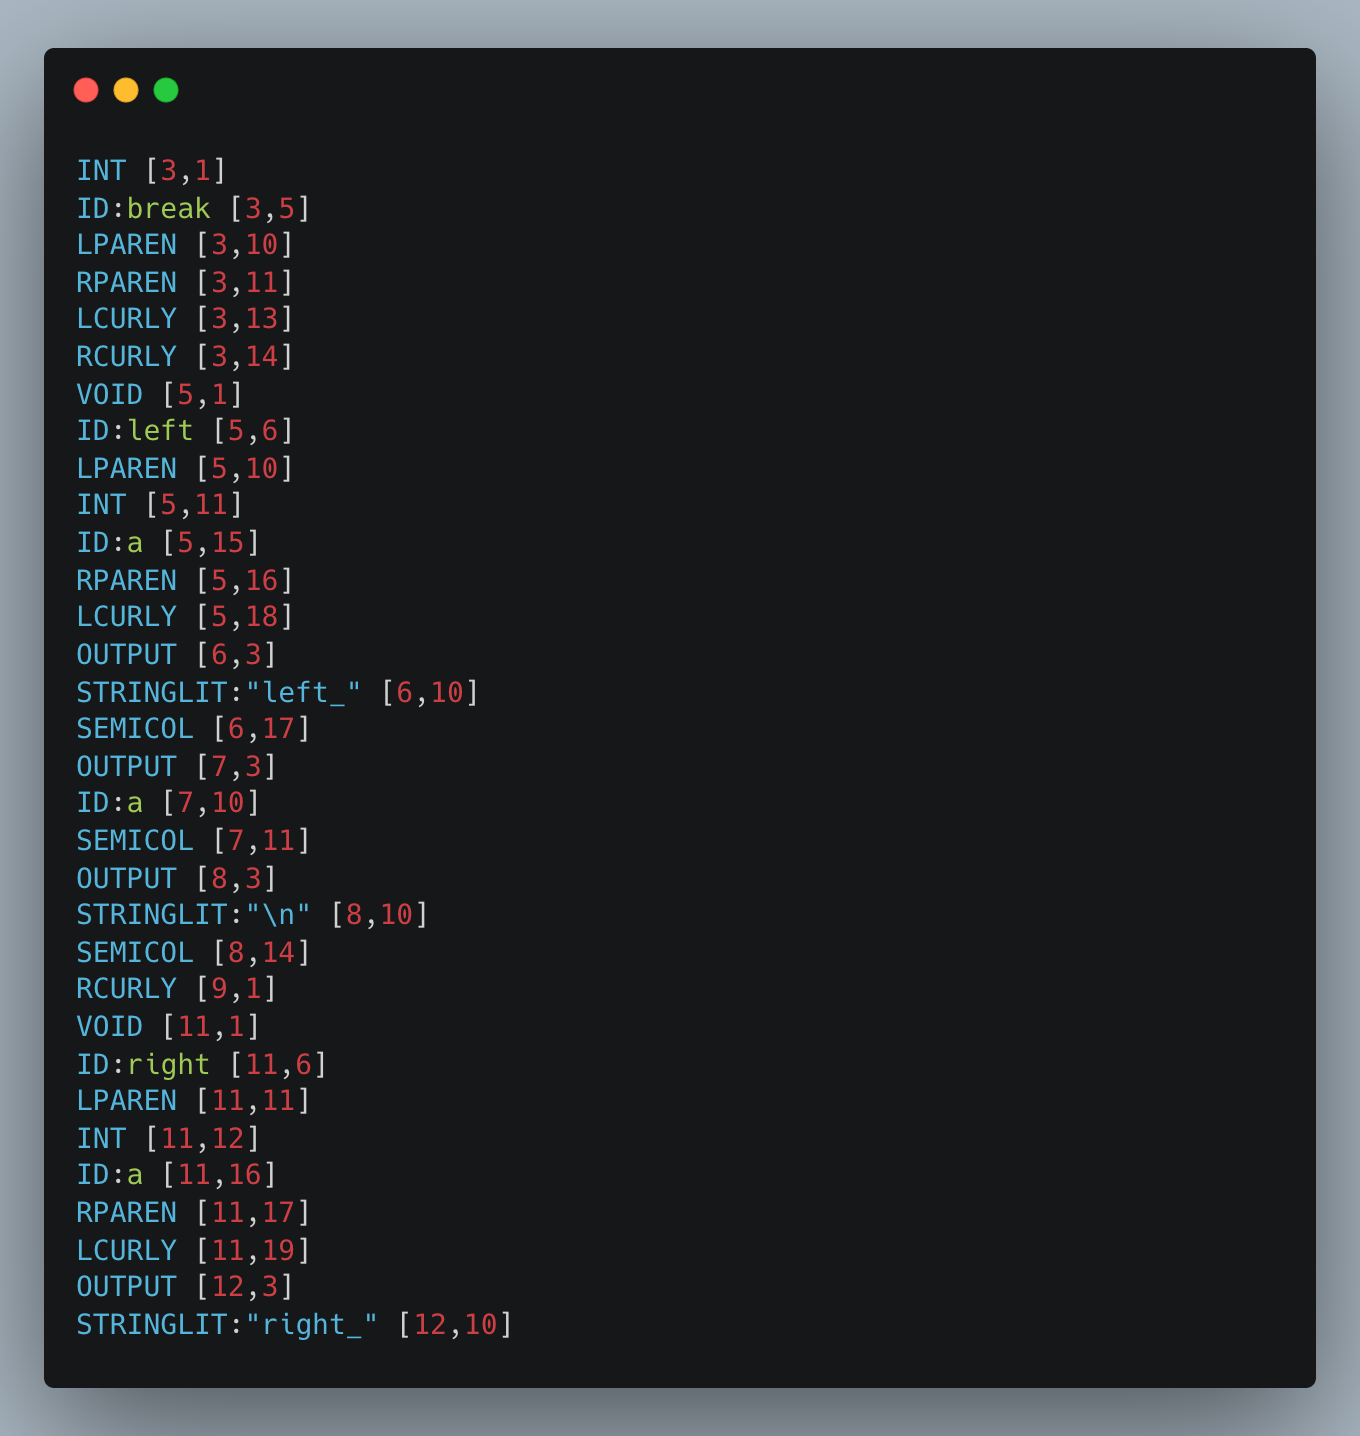 INT [3,1]
ID:break [3,5]
LPAREN [3,10]
RPAREN [3,11]
LCURLY [3,13]
RCURLY [3,14]
VOID [5,1]
ID:left [5,6]
LPAREN [5,10]
INT [5,11]
ID:a [5,15]
RPAREN [5,16]
LCURLY [5,18]
OUTPUT [6,3]
STRINGLIT:"left_" [6,10]
SEMICOL [6,17]
OUTPUT [7,3]
ID:a [7,10]
SEMICOL [7,11]
OUTPUT [8,3]
STRINGLIT:"\n" [8,10]
SEMICOL [8,14]
RCURLY [9,1]
VOID [11,1]
ID:right [11,6]
LPAREN [11,11]
INT [11,12]
ID:a [11,16]
RPAREN [11,17]
LCURLY [11,19]
OUTPUT [12,3]
STRINGLIT:"right_" [12,10]